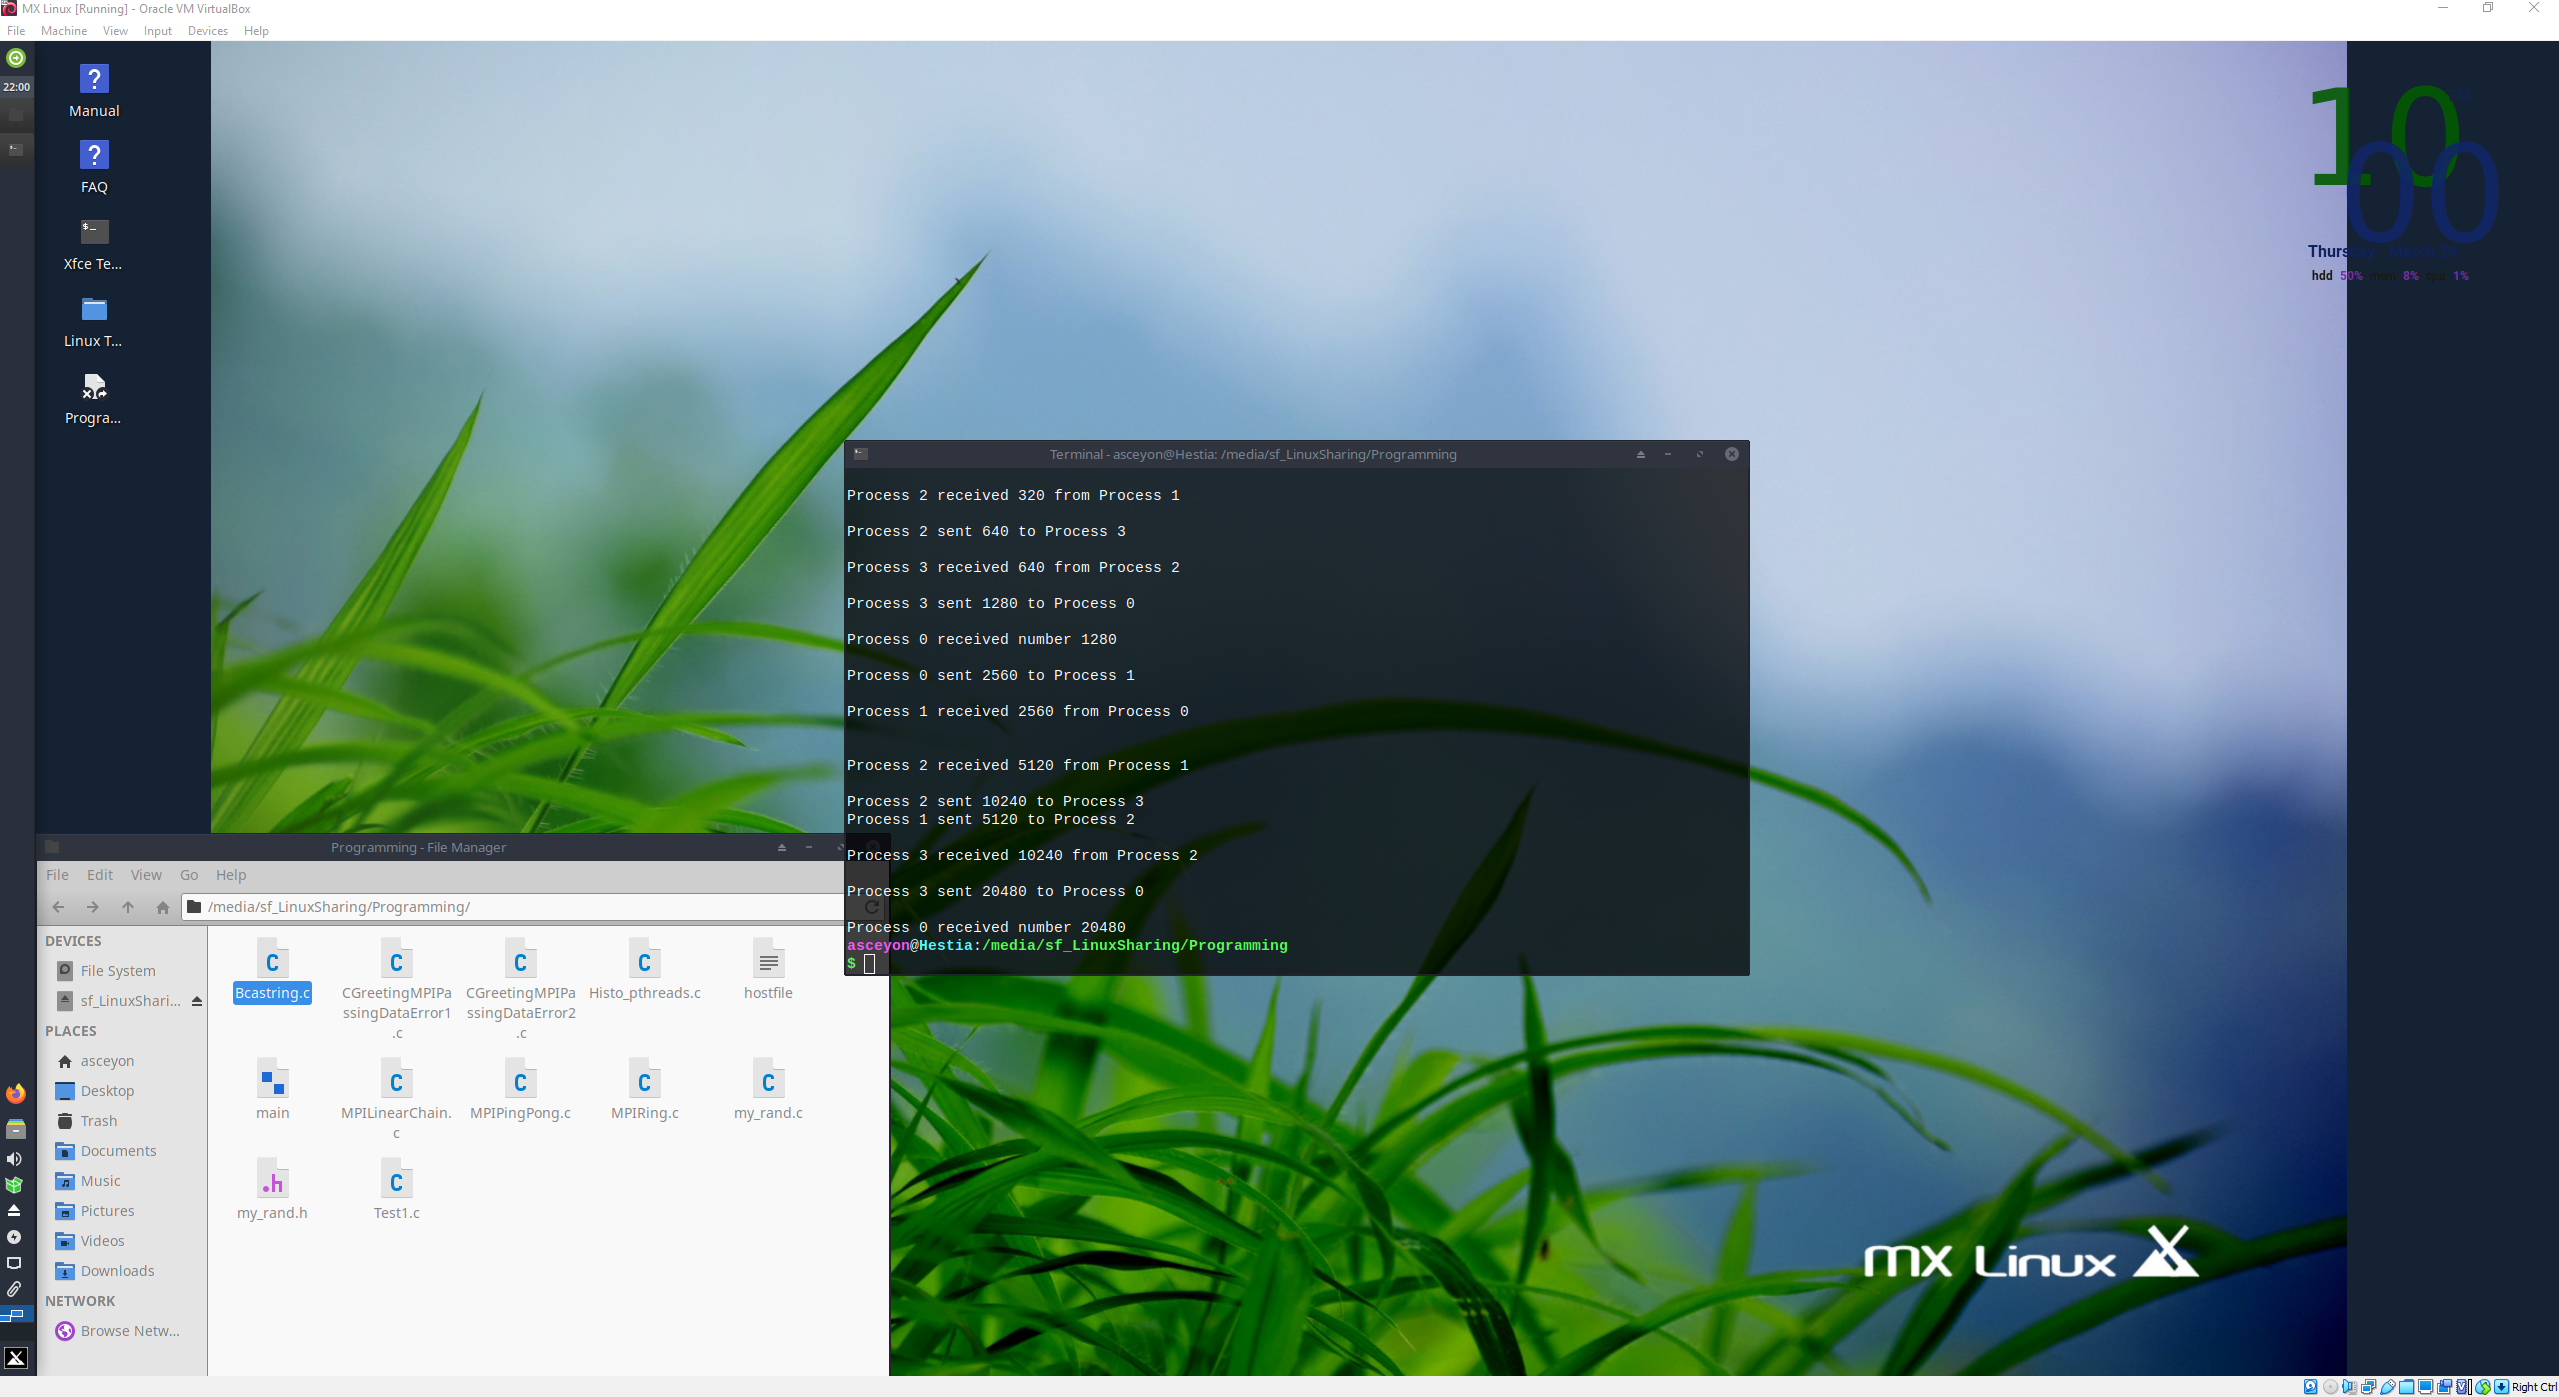 MX Linux [Running] - Oracle VM VirtualBox
File Machine View Input Devices Help
22:00
Manual
FAQ
Xfce Te...
Linux T...
Progra...
10
00
hdd 50% mem 8% cpu 1%
Terminal - asceyon@Hestia: /media/sf_LinuxSharing/Programming
Process 2 received 320 from Process 1
Process 2 sent 640 to Process 3
Process 3 received 640 from Process 2
Process 3 sent 1280 to Process 0
Process 0 received number 1280
Process 0 sent 2560 to Process 1
Process 1 received 2560 from Process 0
Process 2 received 5120 from Process 1
Process 2 sent 10240 to Process 3
Process 1 sent 5120 to Process 2
Process 3 received 10240 from Process 2
Process 3 sent 20480 to Process 0
Process 0 received number 20480
asceyon@Hestia:/media/sf_LinuxSharing/Programming
$
Programming - File Manager
File Edit View Go Help
/media/sf_LinuxSharing/Programming/
DEVICES
File System
sf_LinuxShari...
PLACES
asceyon
Desktop
Trash
Documents
Music
Pictures
Videos
Downloads
NETWORK
Browse Netw...
Bcastring.c
CGreetingMPIPa
ssingDataError1
.c
CGreetingMPIPa
ssingDataError2
.c
Histo_pthreads.c
hostfile
main
MPILinearChain.
c
MPIPingPong.c
MPIRing.c
my_rand.c
my_rand.h
Test1.c
MX Linux
Right Ctrl